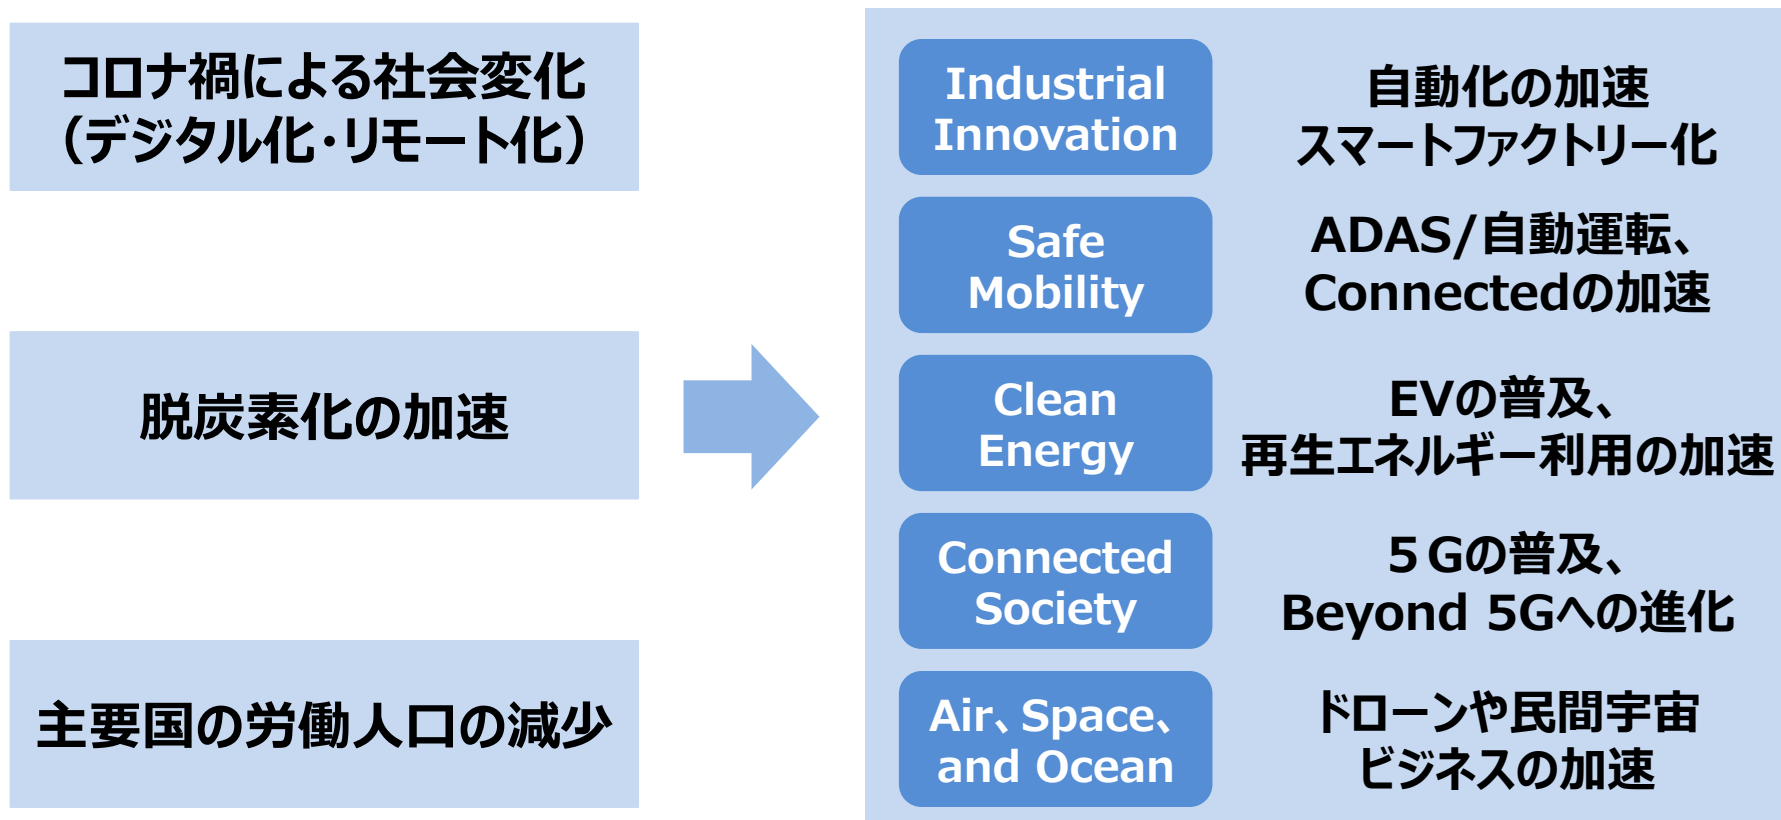 コロナ禍による社会変化
（デジタル化・リモート化）
脱炭素化の加速
主要国の労働人口の減少
Industrial
Innovation
自動化の加速
スマートファクトリー化
Safe
Mobility
ADAS/自動運転、
Connectedの加速
Clean
Energy
EVの普及、
再生エネルギー利用の加速
Connected
Society
５Gの普及、
Beyond 5Gへの進化
Air、Space、
and Ocean
ドローンや民間宇宙
ビジネスの加速